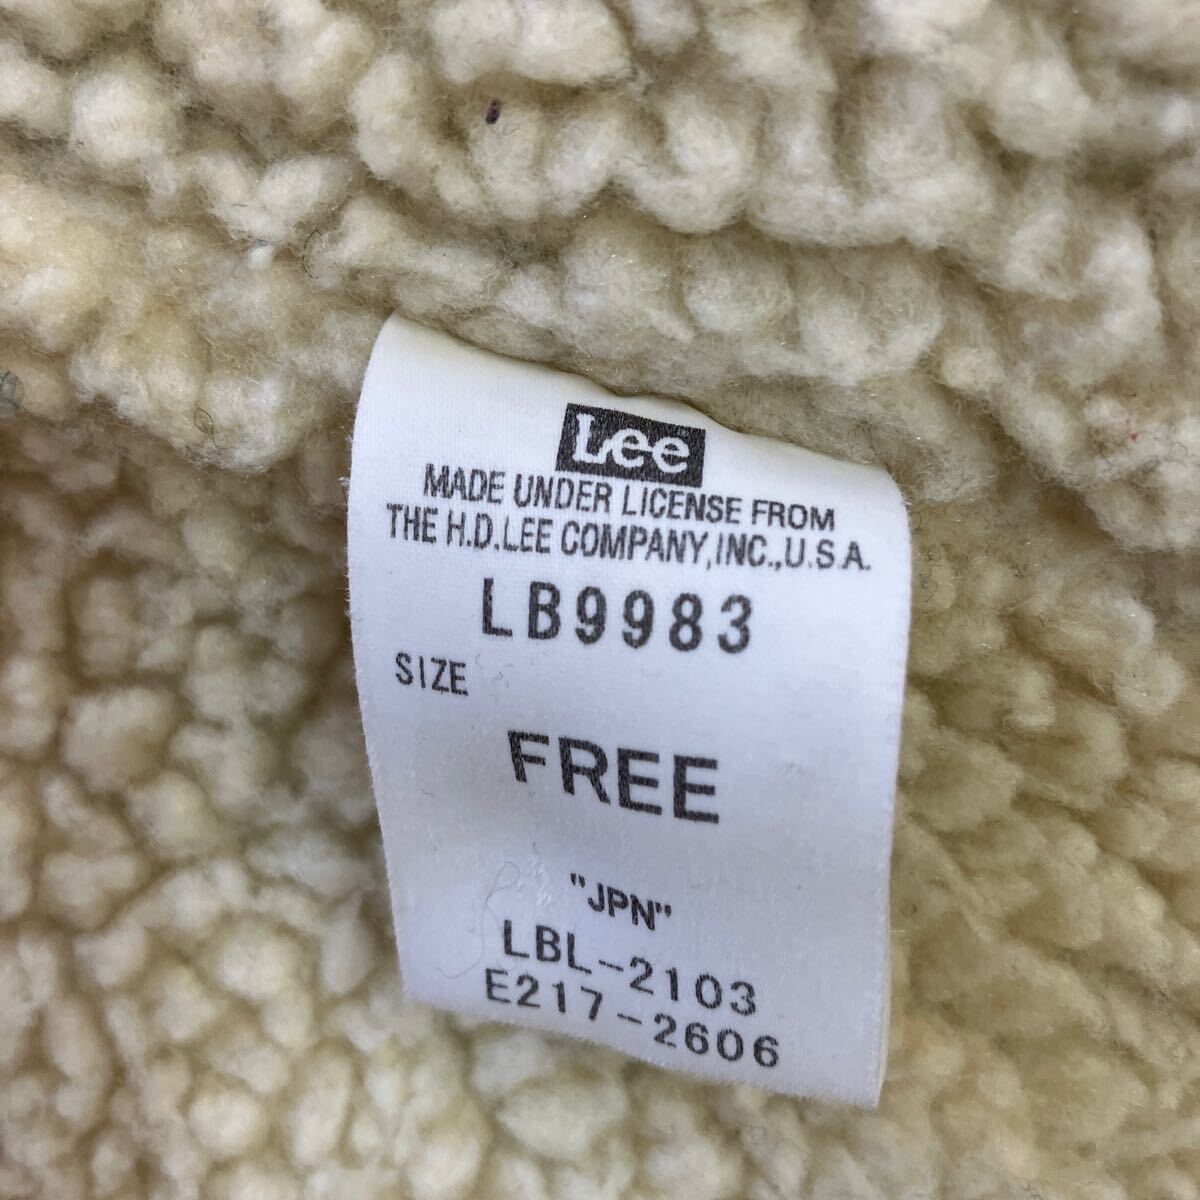 Lee
MADE UNDER LICENSE FROM
THE H.D.LEE COMPANY,INC.,U.S.A.
LB9983
SIZE
FREE
"JPN"
LBL-2103
E217-2606